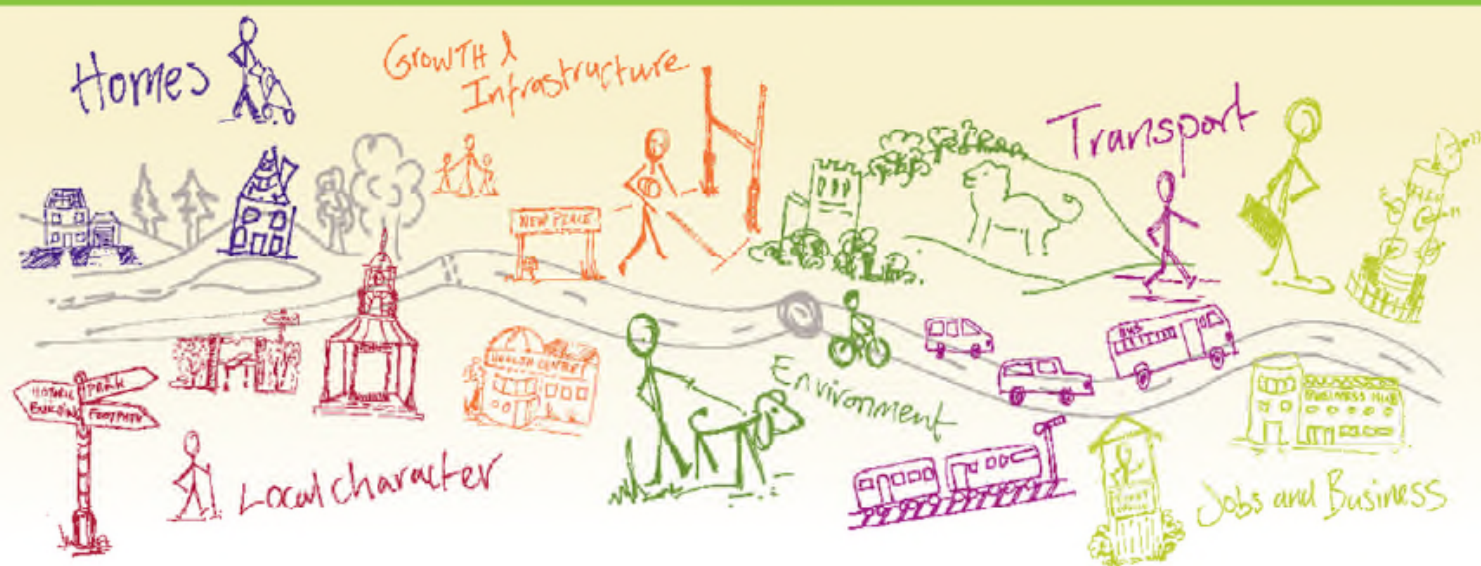 Homes
Growth &
Infrastructure
Transport
NEW PLACE
HEALTH CENTRE
HISTORIC
BUILDING
PARK
FOOTPATH
Environment
BUS
BUSINESS HUB
Local character
Jobs and Business